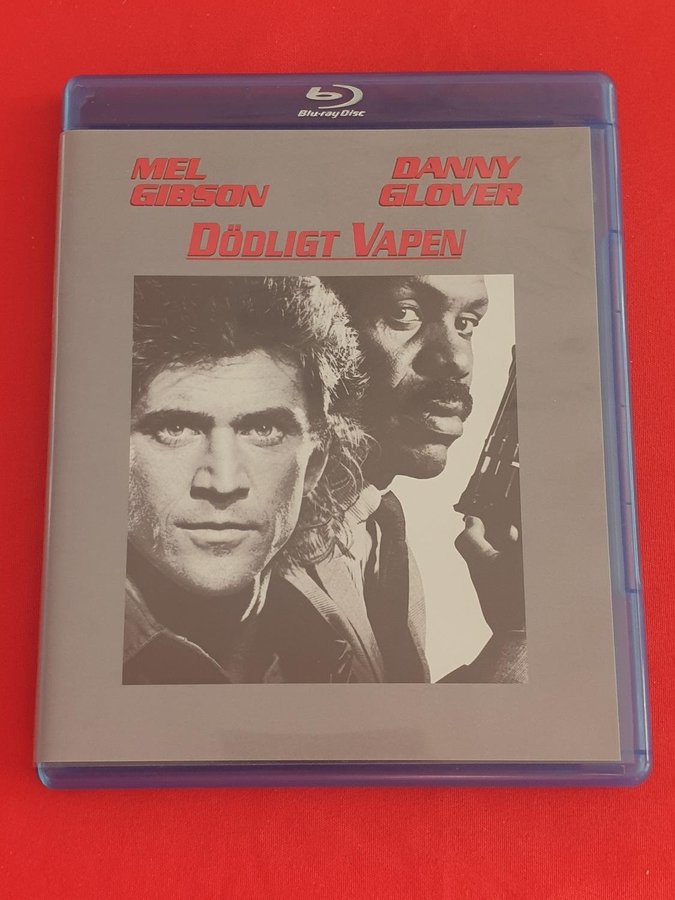 Blu-ray Disc
MEL GIBSON
DANNY GLOVER
DÖDLIGT VAPEN